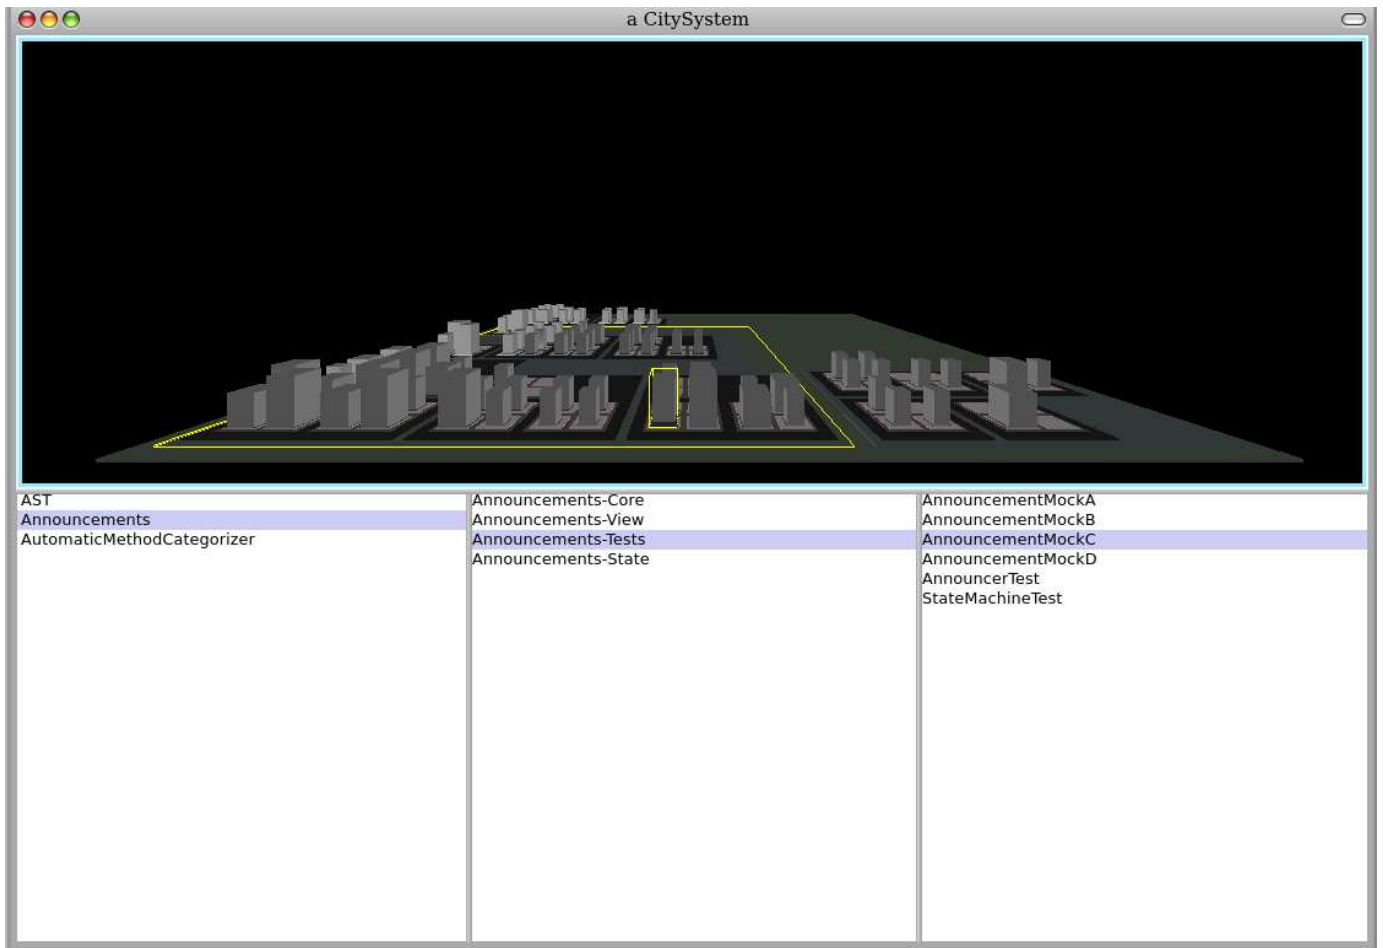 a CitySystem
AST
Announcements
AutomaticMethodCategorizer
Announcements-Core
Announcements-View
Announcements-Tests
Announcements-State
AnnouncementMockA
AnnouncementMockB
AnnouncementMockC
AnnouncementMockD
AnnouncerTest
StateMachineTest